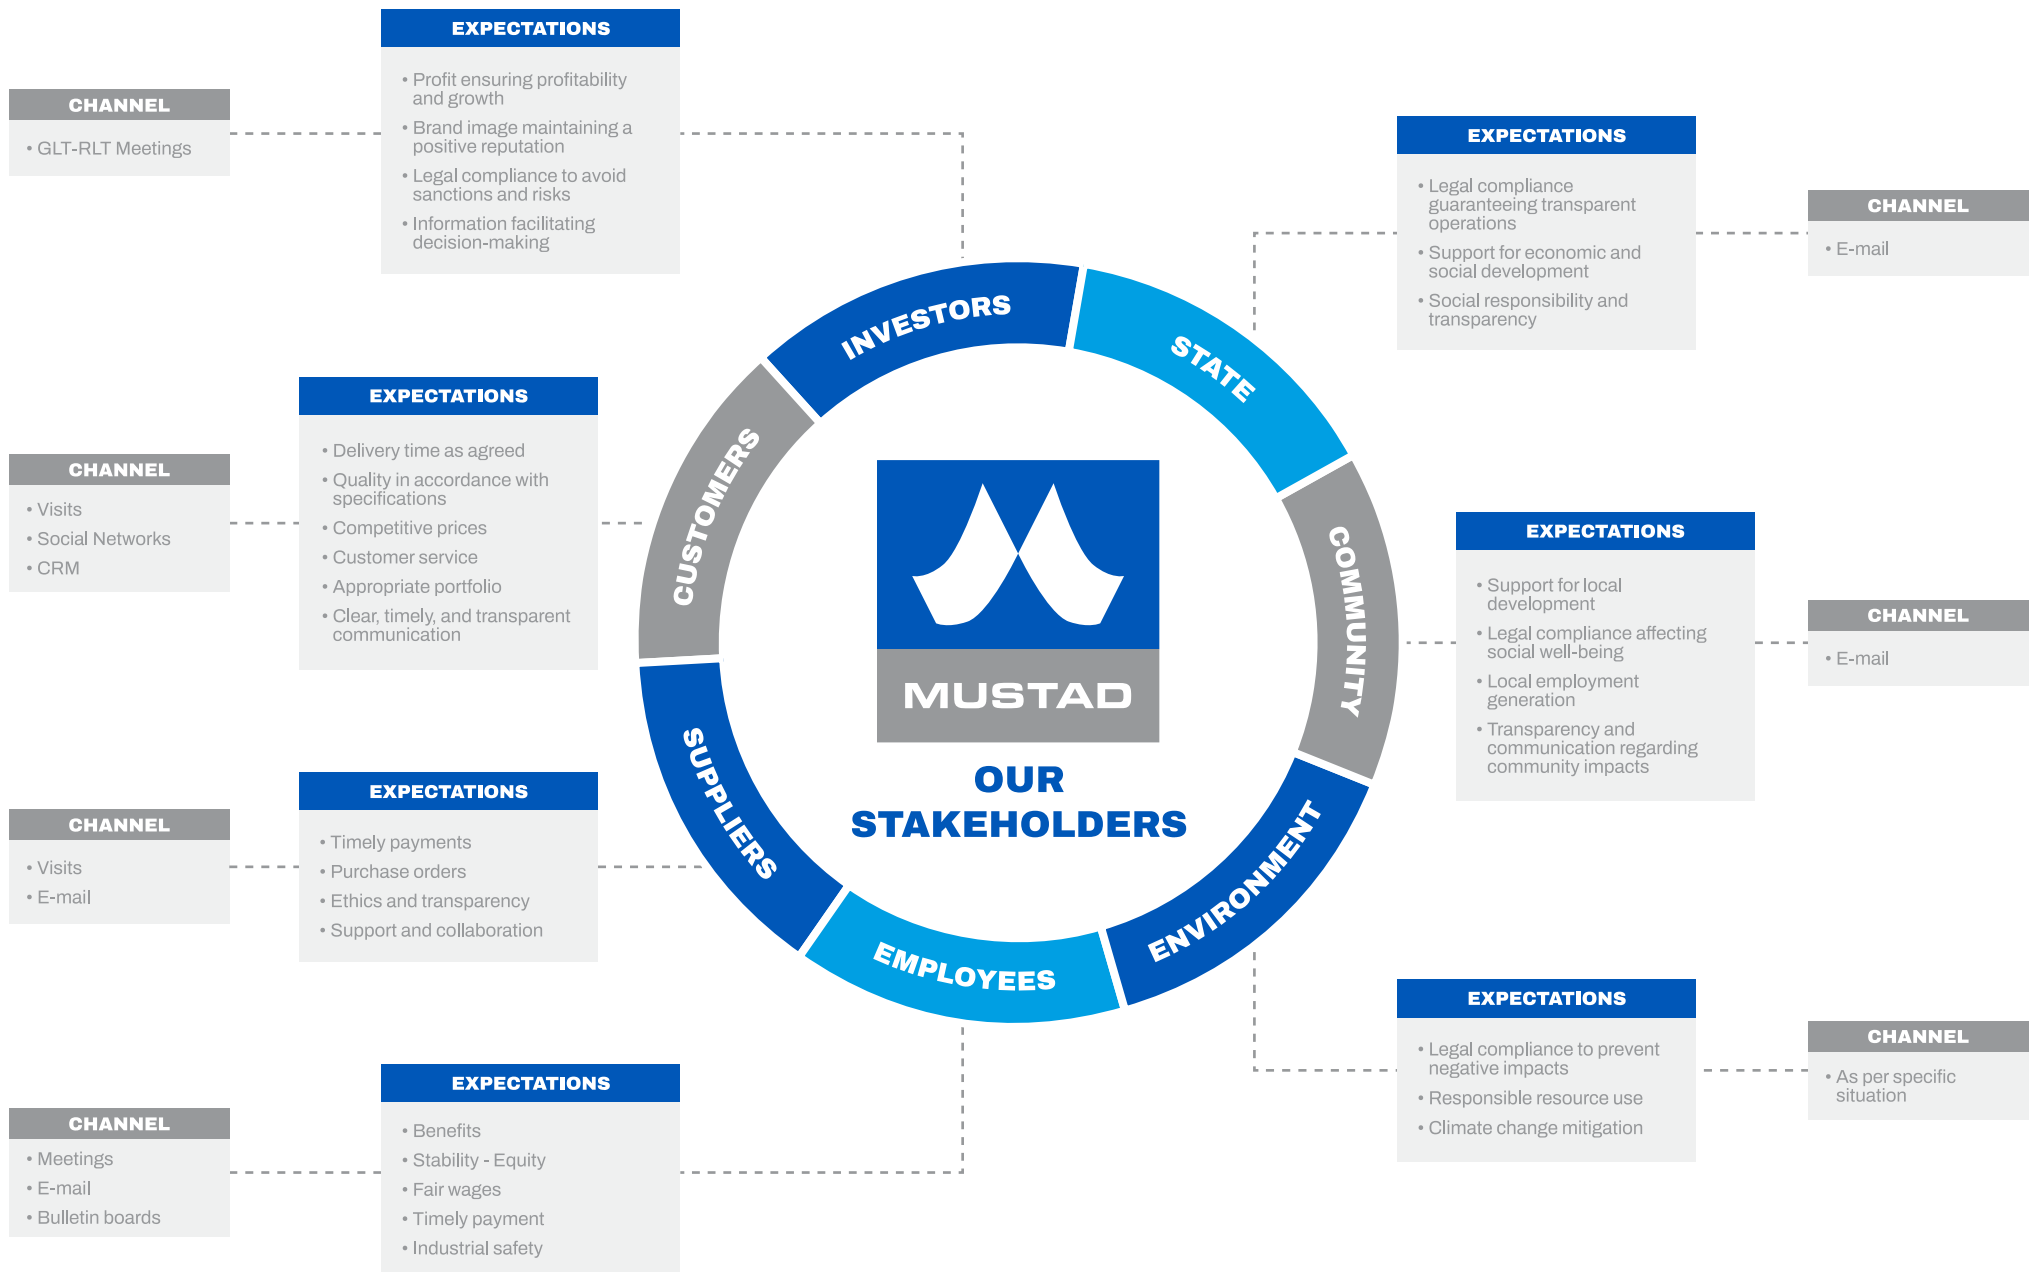 EXPECTATIONS
• Profit ensuring profitability
and growth
• Brand image maintaining a
positive reputation
• Legal compliance to avoid
sanctions and risks
• Information facilitating
decision-making
CHANNEL
• GLT-RLT Meetings
INVESTORS
EXPECTATIONS
• Legal compliance
guaranteeing transparent
operations
• Support for economic and
social development
• Social responsibility and
transparency
CHANNEL
• E-mail
STATE
EXPECTATIONS
• Delivery time as agreed
• Quality in accordance with
specifications
• Competitive prices
• Customer service
• Appropriate portfolio
• Clear, timely, and transparent
communication
CHANNEL
• Visits
• Social Networks
• CRM
CUSTOMERS
MUSTAD
OUR
STAKEHOLDERS
COMMUNITY
EXPECTATIONS
• Support for local
development
• Legal compliance affecting
social well-being
• Local employment
generation
• Transparency and
communication regarding
community impacts
CHANNEL
• E-mail
SUPPLIERS
EXPECTATIONS
• Timely payments
• Purchase orders
• Ethics and transparency
• Support and collaboration
CHANNEL
• Visits
• E-mail
ENVIRONMENT
EXPECTATIONS
• Legal compliance to prevent
negative impacts
• Responsible resource use
• Climate change mitigation
CHANNEL
• As per specific
situation
EMPLOYEES
EXPECTATIONS
• Benefits
• Stability - Equity
• Fair wages
• Timely payment
• Industrial safety
CHANNEL
• Meetings
• E-mail
• Bulletin boards